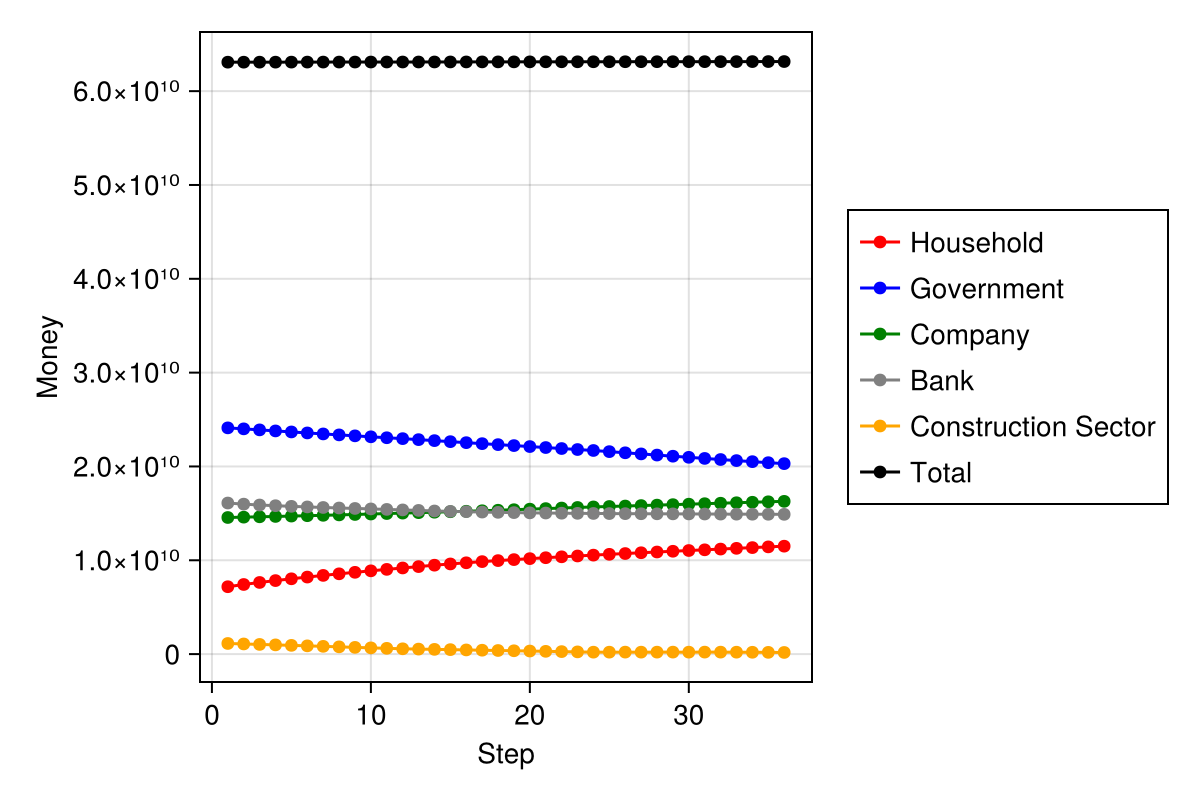 6.0×10¹⁰
5.0×10¹⁰
4.0×10¹⁰
3.0×10¹⁰
2.0×10¹⁰
1.0×10¹⁰
0
Money
0 10 20 30
Step
Household
Government
Company
Bank
Construction Sector
Total